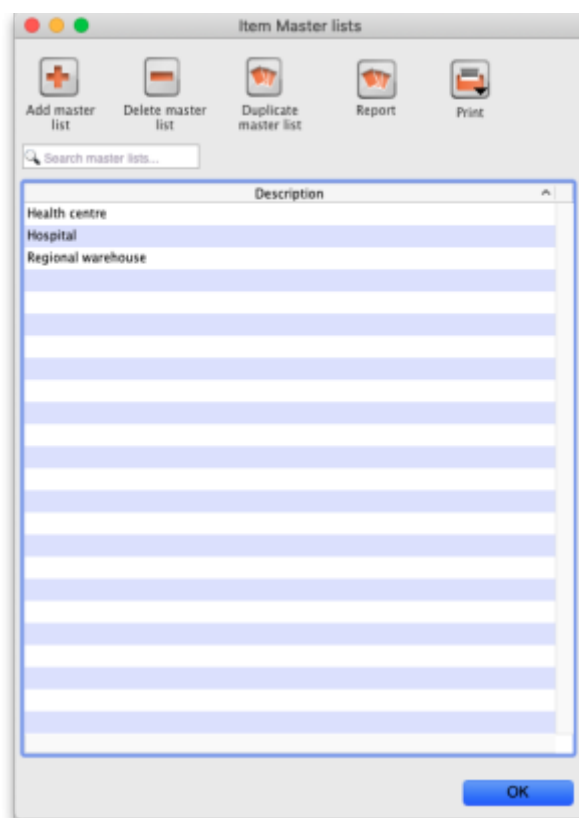 Item Master lists
Add master list
Delete master list
Duplicate master list
Report
Print
Search master lists...
Description
Health centre
Hospital
Regional warehouse
OK